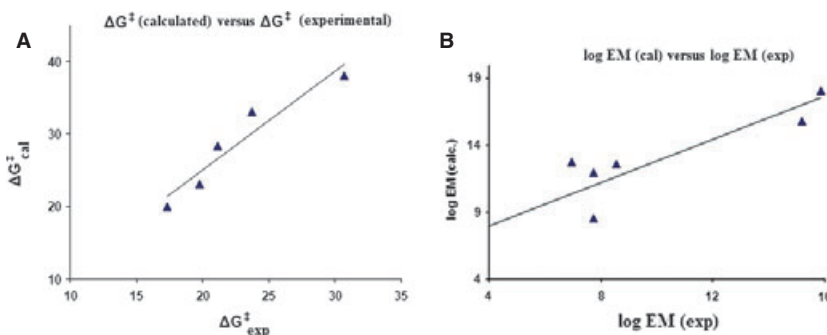 A
ΔG‡ (calculated) versus ΔG‡ (experimental)
40
30
20
10
ΔG‡cal
10 15 20 25 30 35
ΔG‡exp
B
log EM (cal) versus log EM (exp)
19
14
9
4
log EM (calc.)
4 8 12 16
log EM (exp)